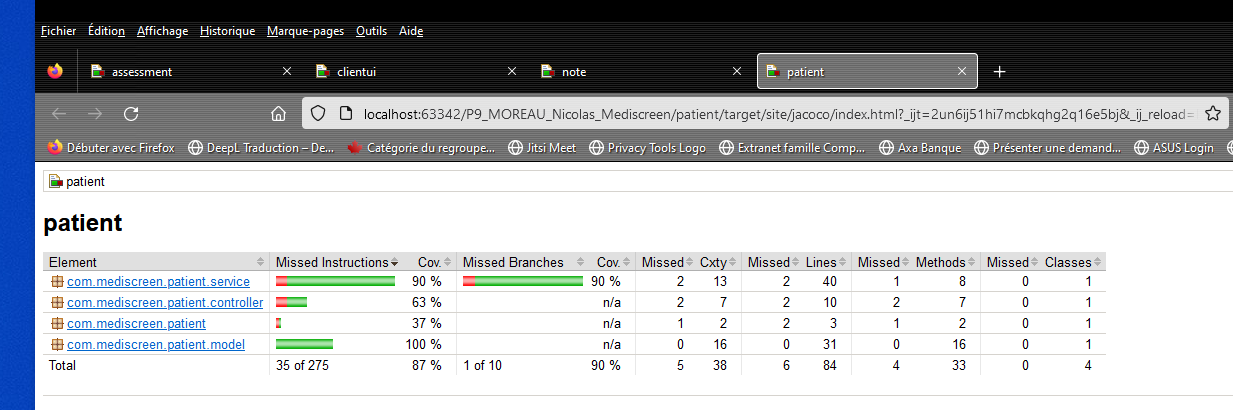 Fichier Édition Affichage Historique Marque-pages Outils Aide
assessment clientui note patient
localhost:63342/P9_MOREAU_Nicolas_Mediscreen/patient/target/site/jacoco/index.html?_ijt=2un6ij51hi7mcbkqhg2q16e5bj&_ij_reload=
Débuter avec Firefox DeepL Traduction – De... Catégorie du regroupe... Jitsi Meet Privacy Tools Logo Extranet famille Comp... Axa Banque Présenter une demand... ASUS Login
patient
patient
Element Missed Instructions Cov. Missed Branches Cov. Missed Cxty Missed Lines Missed Methods Missed Classes
com.mediscreen.patient.service 90 % 90 % 2 13 2 40 1 8 0 1
com.mediscreen.patient.controller 63 % n/a 2 7 2 10 2 7 0 1
com.mediscreen.patient 37 % n/a 1 2 2 3 1 2 0 1
com.mediscreen.patient.model 100 % n/a 0 16 0 31 0 16 0 1
Total 35 of 275 87 % 1 of 10 90 % 5 38 6 84 4 33 0 4